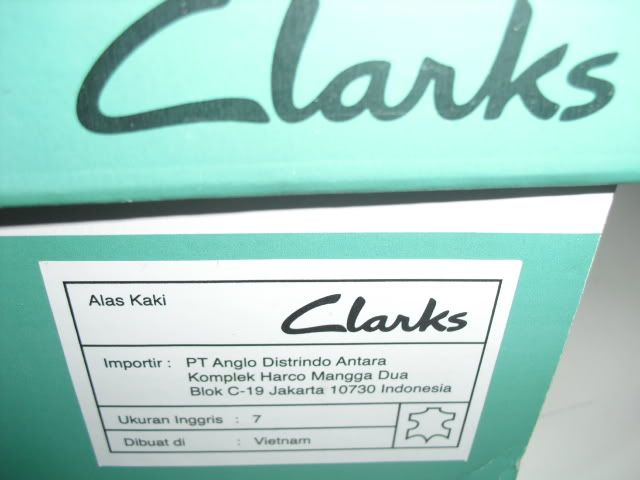 Clarks
Alas Kaki
Clarks
Importir : PT Anglo Distrindo Antara
Komplek Harco Mangga Dua
Blok C-19 Jakarta 10730 Indonesia
Ukuran Inggris : 7
Dibuat di : Vietnam